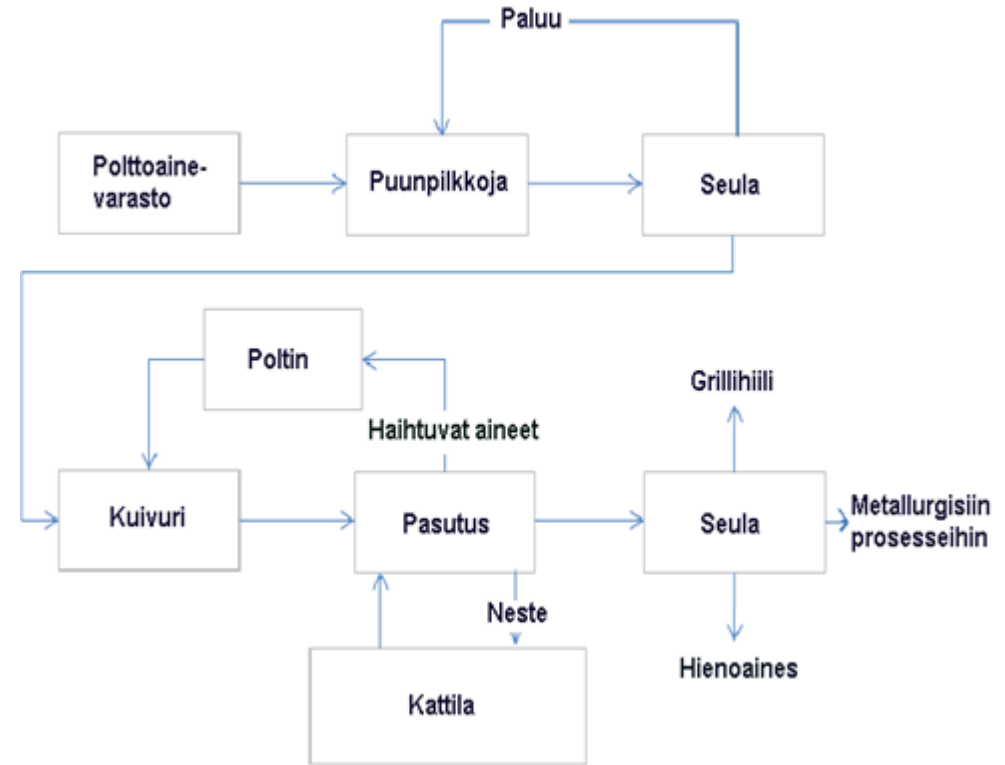 Paluu
Polttoaine-
varasto
Puunpilkkoja
Seula
Poltin
Grillihiili
Haihtuvat aineet
Kuivuri
Pasutus
Seula
Metallurgisiin
prosesseihin
Neste
Hienoaines
Kattila